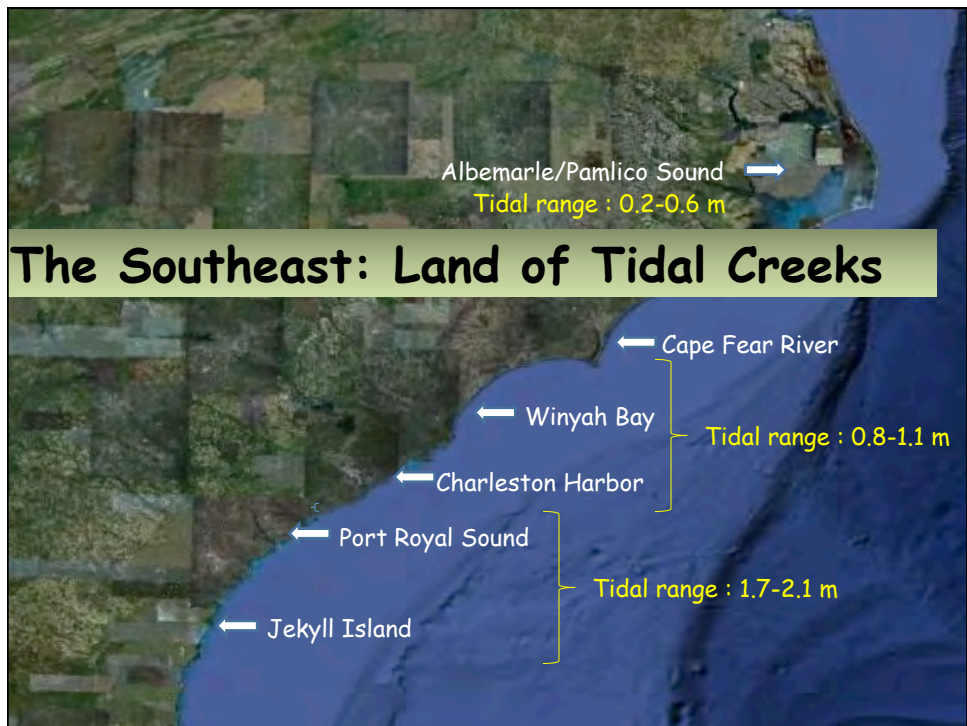 Albemarle/Pamlico Sound
Tidal range : 0.2-0.6 m
The Southeast: Land of Tidal Creeks
Cape Fear River
Winyah Bay
Tidal range : 0.8-1.1 m
Charleston Harbor
Port Royal Sound
Tidal range : 1.7-2.1 m
Jekyll Island